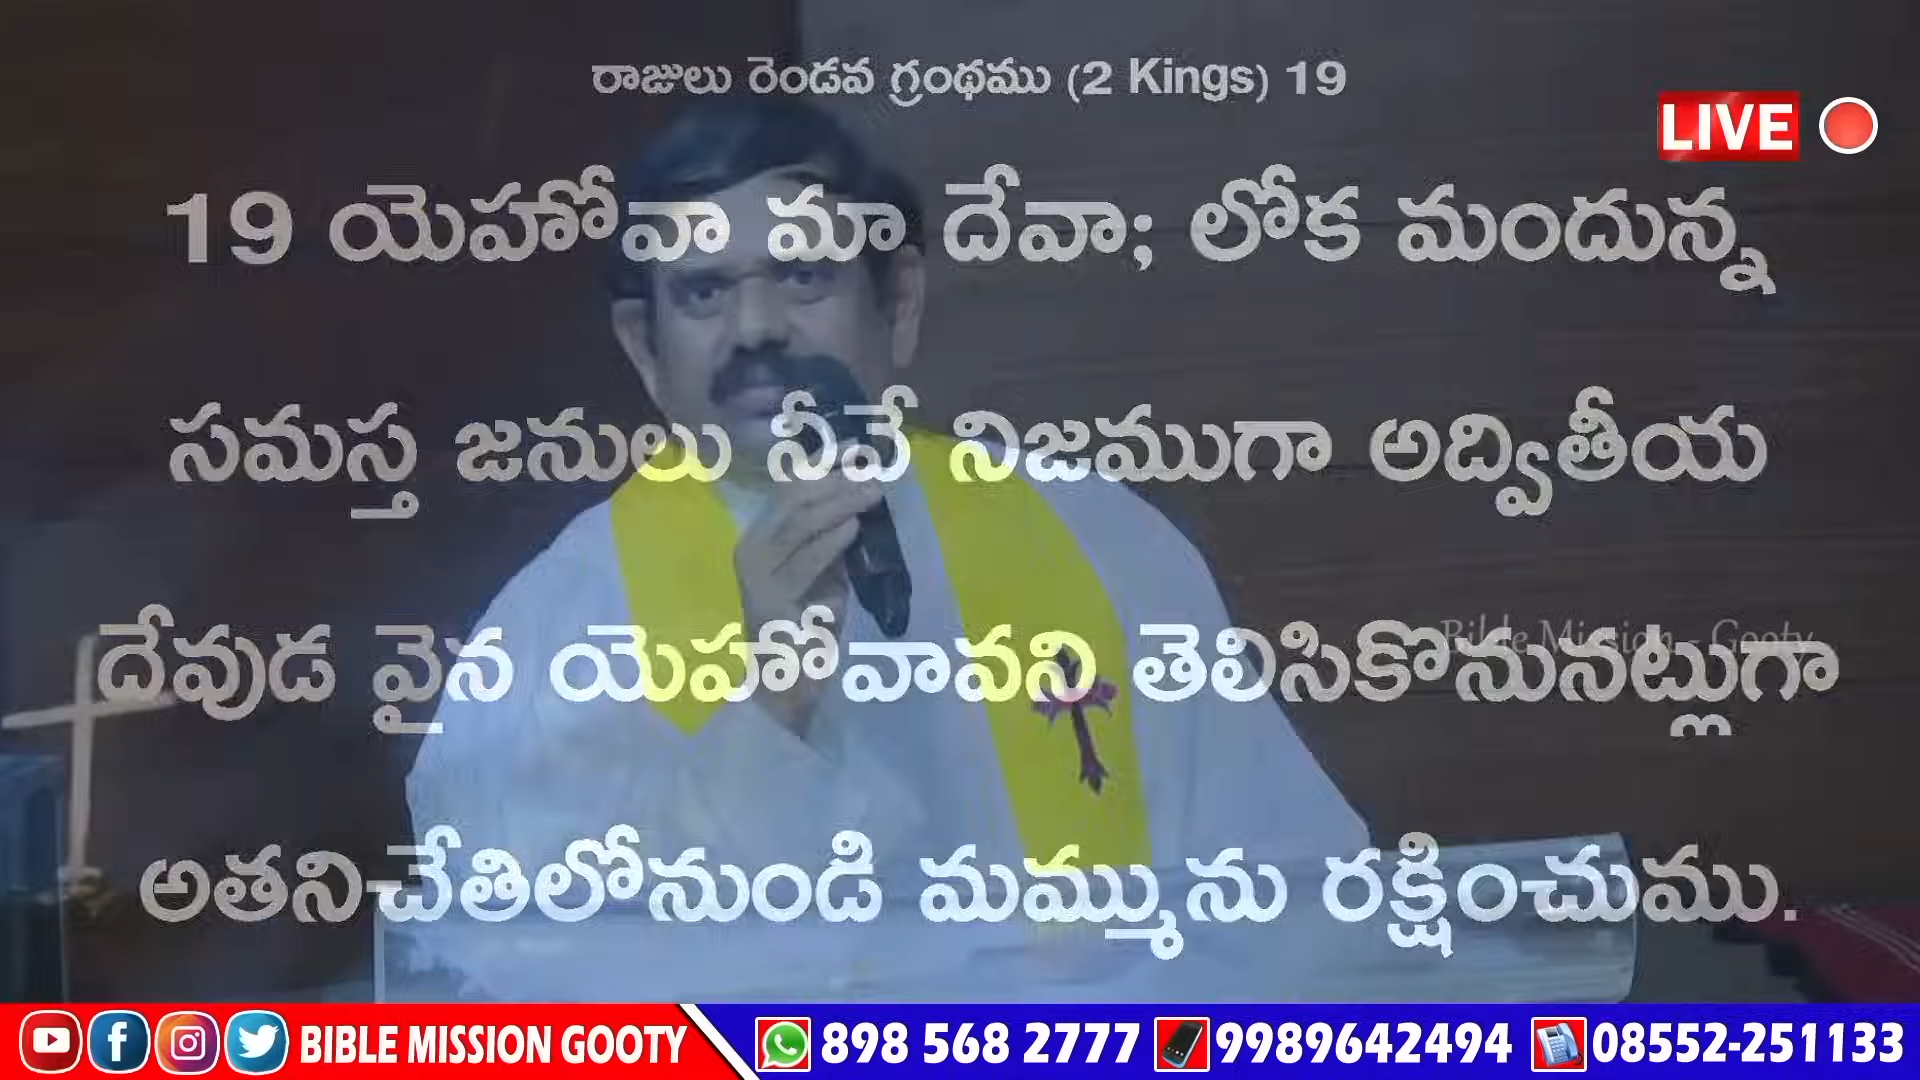 రాజులు రెండవ గ్రంథము (2 Kings) 19
LIVE
19 యెహోవా మా దేవా; లోక మందున్న
సమస్త జనులు నీవే నిజముగా అద్వితీయ
దేవుడ వైన యెహోవావని తెలిసికొనునట్లుగా
Bible Mission - Gooty
అతనిచేతిలోనుండి మమ్మును రక్షించుము.
BIBLE MISSION GOOTY 898 568 2777 9989642494 08552-251133